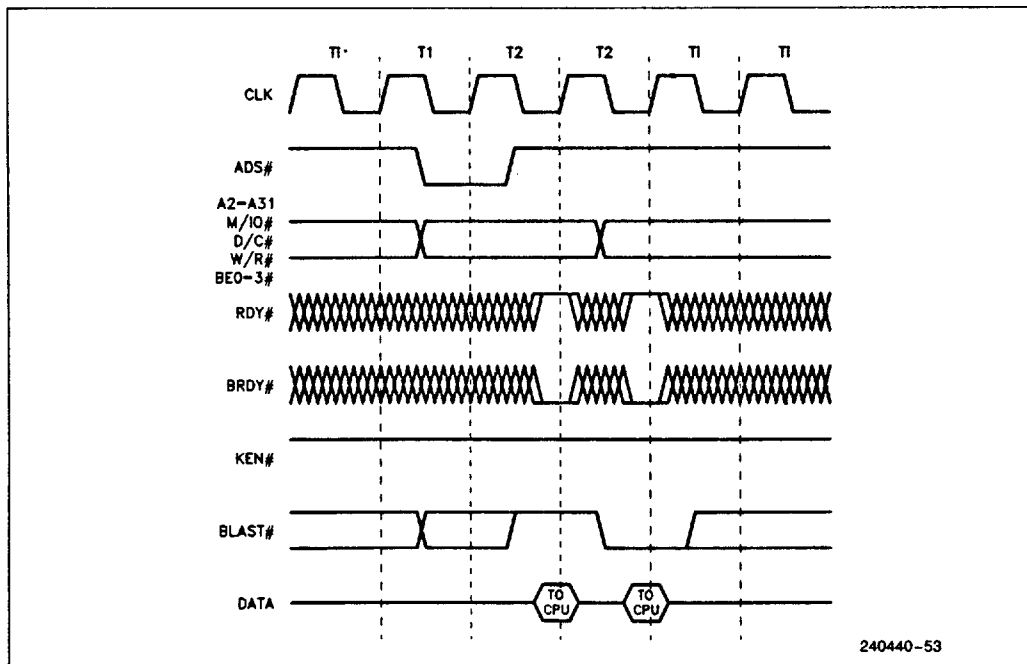 Ti T1 T2 T2 Ti Ti
CLK
ADS#
A2-A31
M/IO#
D/C#
W/R#
BE0-3#
RDY#
BRDY#
KEN#
BLAST#
DATA
TO CPU
TO CPU
240440-53